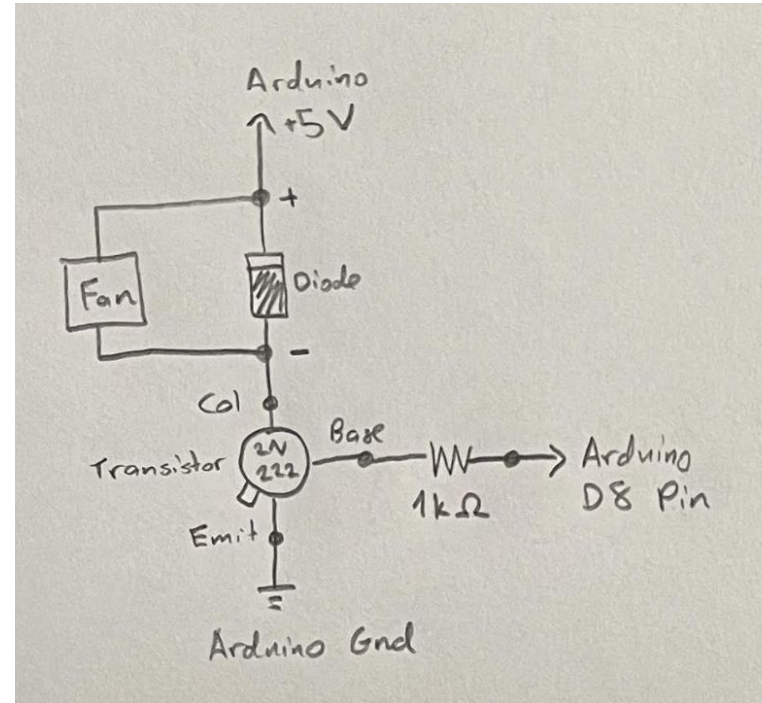 Arduino
+5V
+
Fan
Diode
-
Col
Base
Transistor
2N
222
Arduino
D8 Pin
1kΩ
Emit
Arduino Gnd